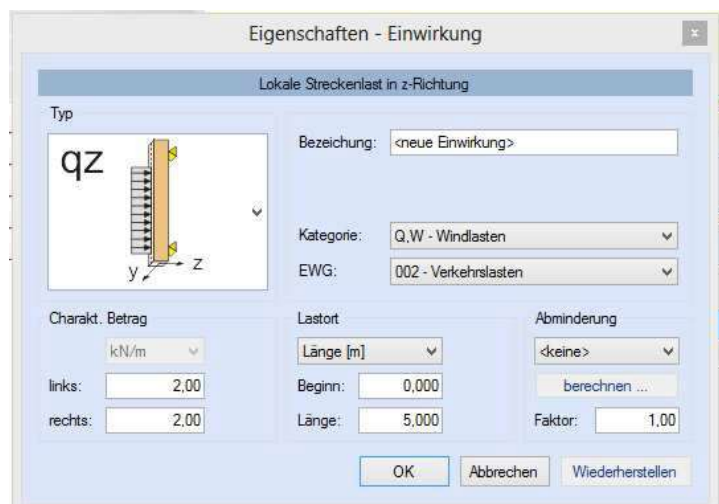 Eigenschaften - Einwirkung
x
Lokale Streckenlast in z-Richtung
Typ
qz
y
z
Bezeichung: <neue Einwirkung>
Kategorie: Q,W - Windlasten
EWG: 002 - Verkehrslasten
Charakt. Betrag
kN/m
links: 2,00
rechts: 2,00
Lastort
Länge [m]
Beginn: 0,000
Länge: 5,000
Abminderung
<keine>
berechnen ...
Faktor: 1,00
OK
Abbrechen
Wiederherstellen